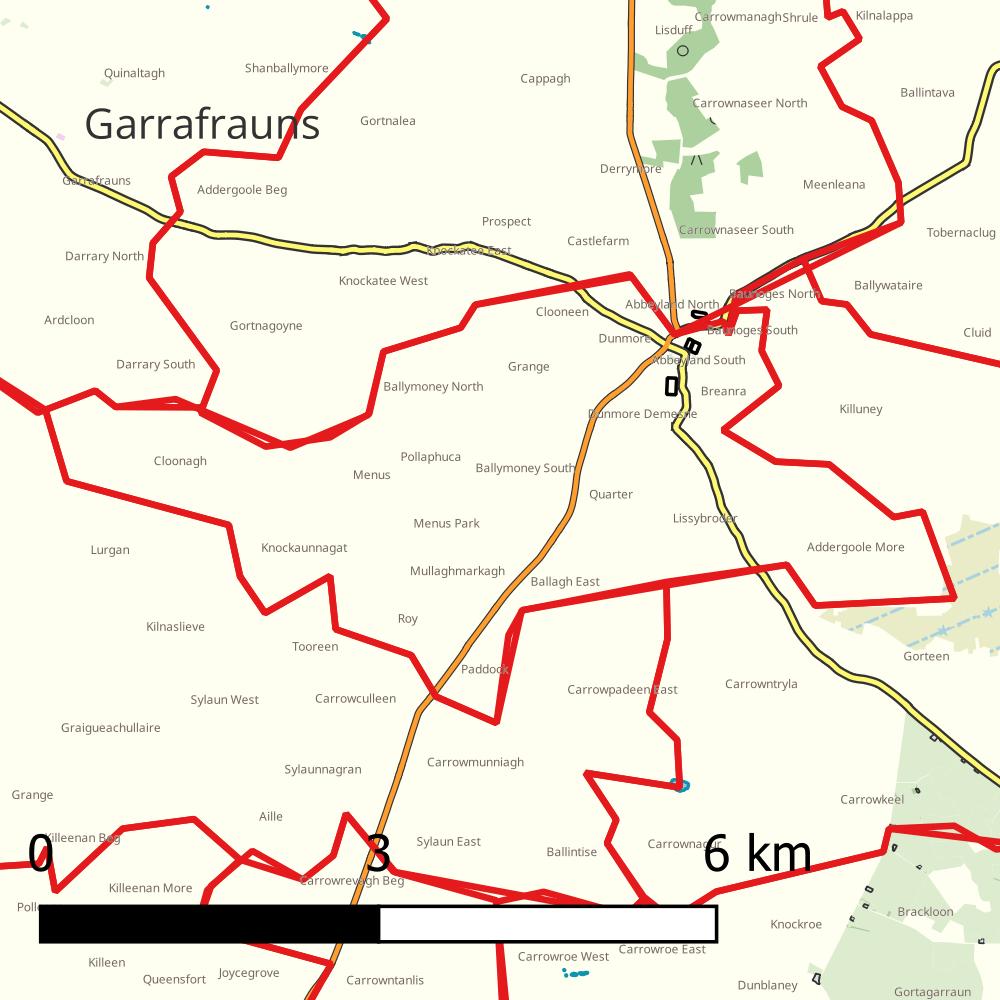 Carrowmanagh Shrule Kilnalappa
Lisduff
Quinaltagh Shanballymore
Cappagh
Ballintava
Carrownaseer North
Garrafrauns
Gortnalea
Derrymore
Garrafrauns
Addergoole Beg
Meenleana
Prospect
Carrownaseer South
Tobernaclug
Castlefarm
Knockatee East
Darrary North
Knockatee West
Ballywataire
Baunoges North
Abbeyland North
Clooneen
Ardcloon
Gortnagoyne
Baunoges South
Cluid
Dunmore
Abbeyland South
Darrary South
Grange
Ballymoney North
Breanra
Killuney
Dunmore Demesne
Pollaphuca
Cloonagh
Ballymoney South
Menus
Quarter
Lissybroder
Menus Park
Lurgan
Knockaunnagat
Addergoole More
Mullaghmarkagh
Ballagh East
Roy
Kilnaslieve
Tooreen
Gorteen
Paddock
Carrowpadeen East
Carrowntryla
Sylaun West
Carrowculleen
Graigueachullaire
Carrowmunniagh
Sylaunnagran
Grange
Carrowkeel
Aille
Killeenan Beg
Sylaun East
Carrownagur
Ballintise
0 3 6 km
Carrowrevagh Beg
Killeenan More
Brackloon
Knockroe
Carrowroe East
Carrowroe West
Killeen
Joycegrove
Queensfort
Carrowntanlis
Dunblaney
Gortagarraun